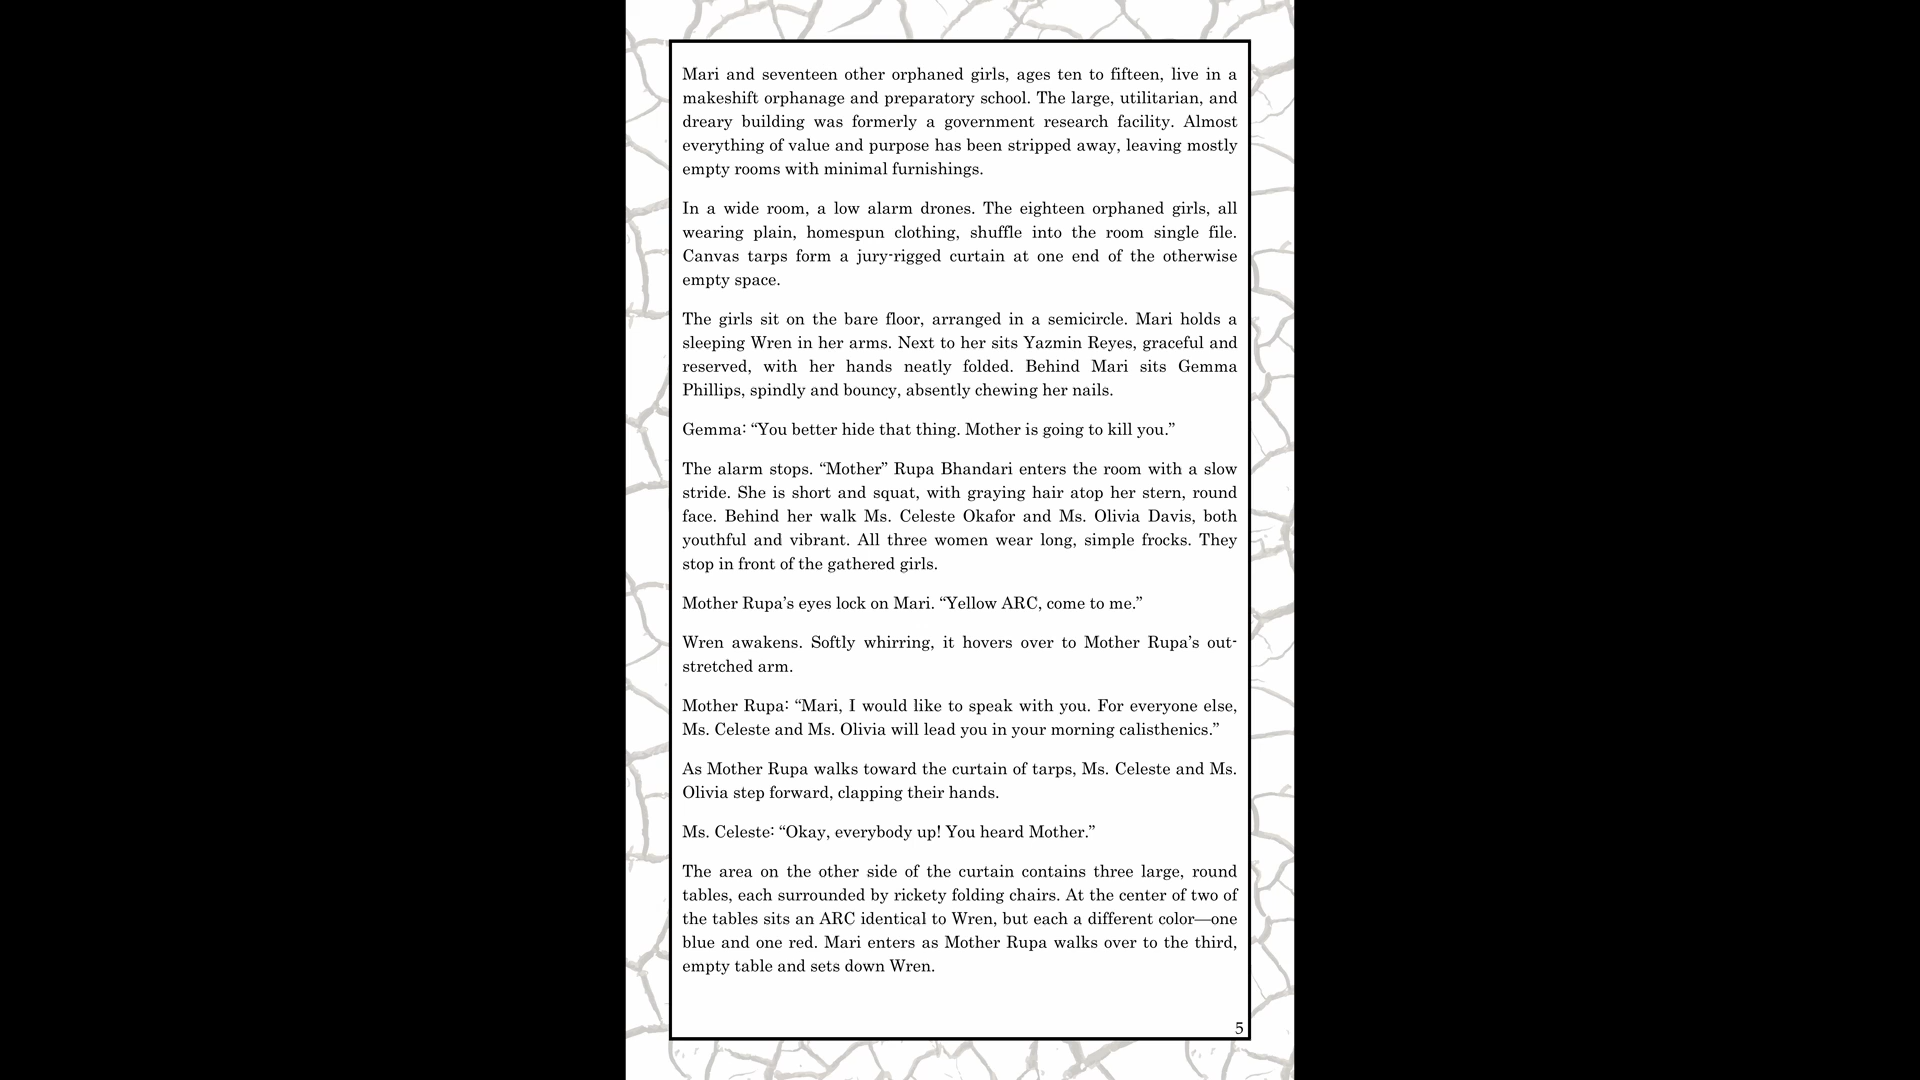 Mari and seventeen other orphaned girls, ages ten to fifteen, live in a
makeshift orphanage and preparatory school. The large, utilitarian, and
dreary building was formerly a government research facility. Almost
everything of value and purpose has been stripped away, leaving mostly
empty rooms with minimal furnishings.
In a wide room, a low alarm drones. The eighteen orphaned girls, all
wearing plain, homespun clothing, shuffle into the room single file.
Canvas tarps form a jury-rigged curtain at one end of the otherwise
empty space.
The girls sit on the bare floor, arranged in a semicircle. Mari holds a
sleeping Wren in her arms. Next to her sits Yazmin Reyes, graceful and
reserved, with her hands neatly folded. Behind Mari sits Gemma
Phillips, spindly and bouncy, absently chewing her nails.
Gemma: “You better hide that thing. Mother is going to kill you.”
The alarm stops. “Mother” Rupa Bhandari enters the room with a slow
stride. She is short and squat, with graying hair atop her stern, round
face. Behind her walk Ms. Celeste Okafor and Ms. Olivia Davis, both
youthful and vibrant. All three women wear long, simple frocks. They
stop in front of the gathered girls.
Mother Rupa’s eyes lock on Mari. “Yellow ARC, come to me.”
Wren awakens. Softly whirring, it hovers over to Mother Rupa’s out-
stretched arm.
Mother Rupa: “Mari, I would like to speak with you. For everyone else,
Ms. Celeste and Ms. Olivia will lead you in your morning calisthenics.”
As Mother Rupa walks toward the curtain of tarps, Ms. Celeste and Ms.
Olivia step forward, clapping their hands.
Ms. Celeste: “Okay, everybody up! You heard Mother.”
The area on the other side of the curtain contains three large, round
tables, each surrounded by rickety folding chairs. At the center of two of
the tables sits an ARC identical to Wren, but each a different color—one
blue and one red. Mari enters as Mother Rupa walks over to the third,
empty table and sets down Wren.
5